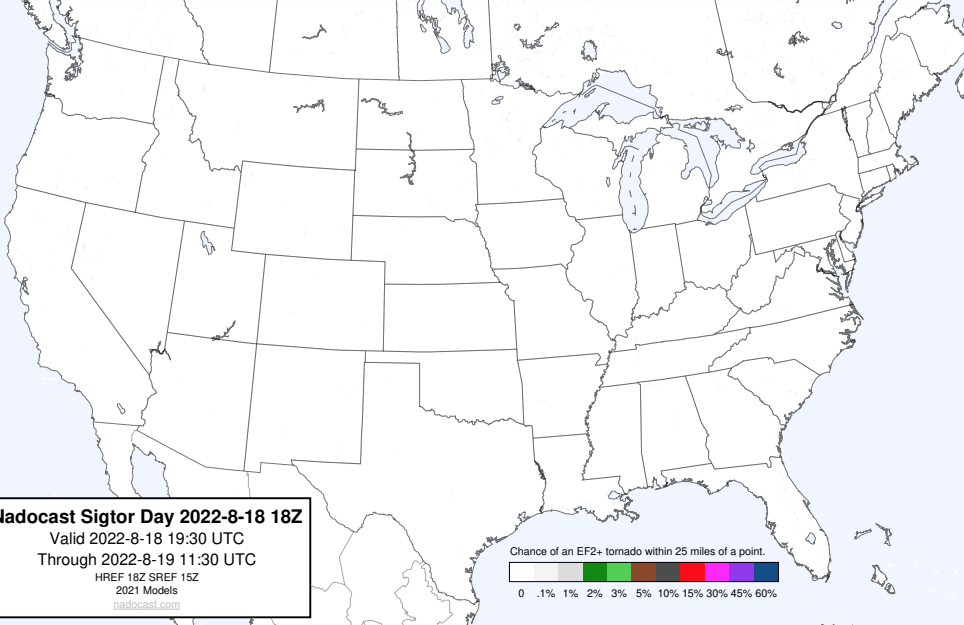 Nadocast Sigtor Day 2022-8-18 18Z
Valid 2022-8-18 19:30 UTC
Through 2022-8-19 11:30 UTC
HREF 18Z SREF 15Z
2021 Models
nadocast.com
Chance of an EF2+ tornado within 25 miles of a point.
0 .1% 1% 2% 3% 5% 10% 15% 30% 45% 60%